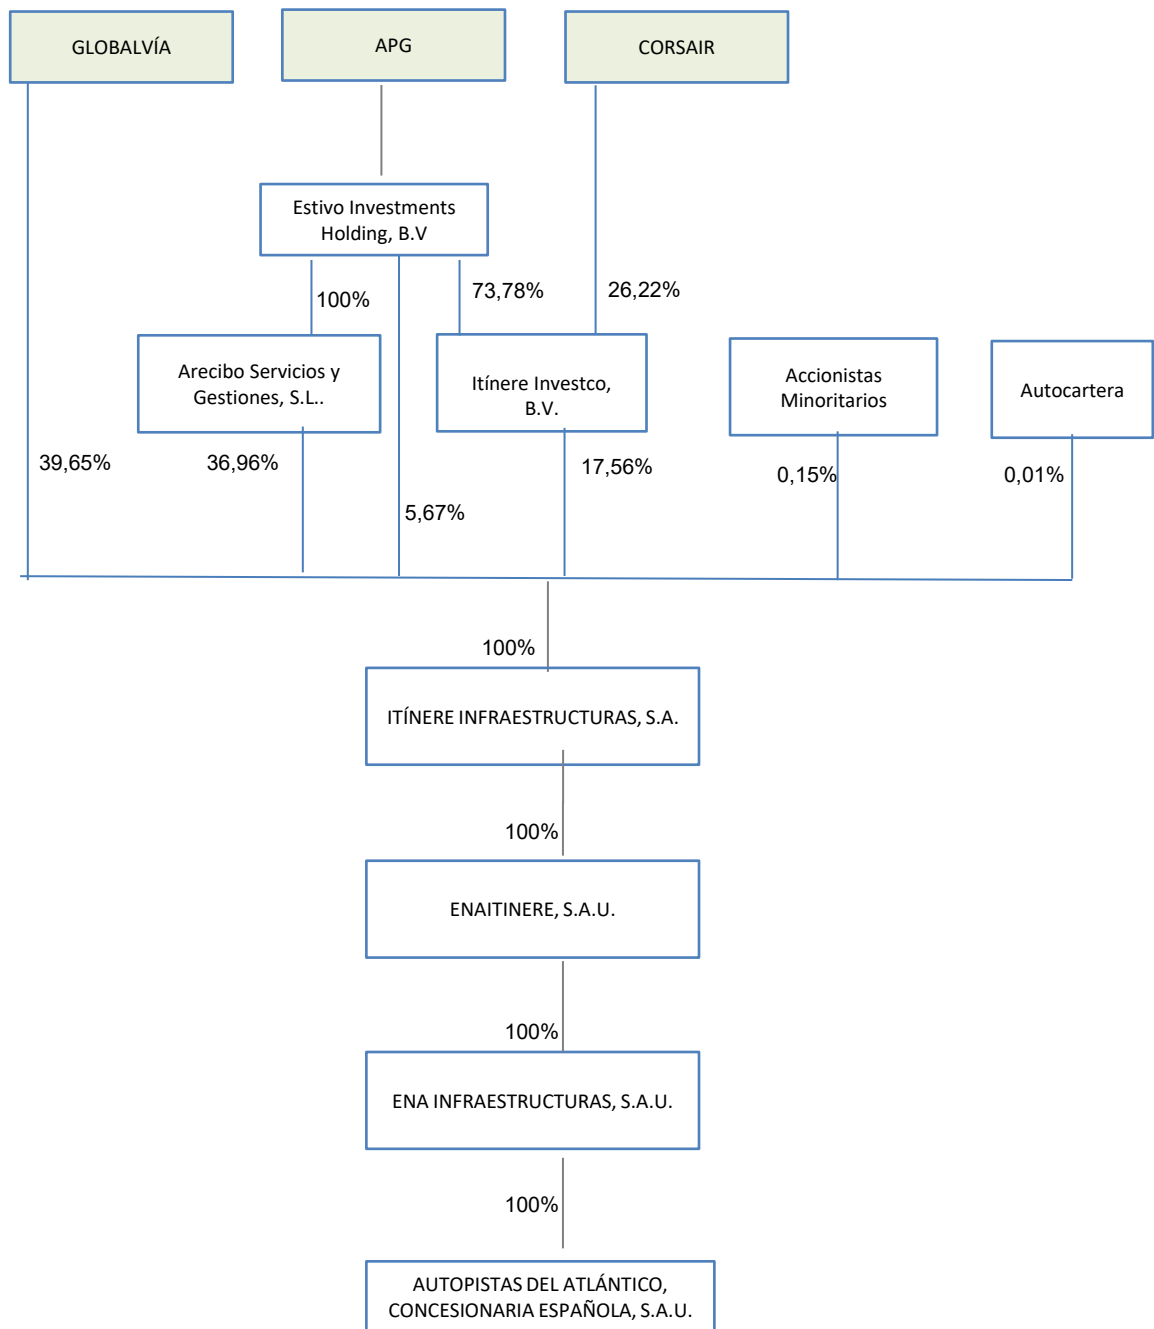 GLOBALVÍA
APG
CORSAIR
Estivo Investments
Holding, B.V
100%
73,78%
26,22%
Arecibo Servicios y
Gestiones, S.L..
Itínere Investco,
B.V.
Accionistas
Minoritarios
Autocartera
39,65%
36,96%
5,67%
17,56%
0,15%
0,01%
100%
ITÍNERE INFRAESTRUCTURAS, S.A.
100%
ENAITINERE, S.A.U.
100%
ENA INFRAESTRUCTURAS, S.A.U.
100%
AUTOPISTAS DEL ATLÁNTICO,
CONCESIONARIA ESPAÑOLA, S.A.U.